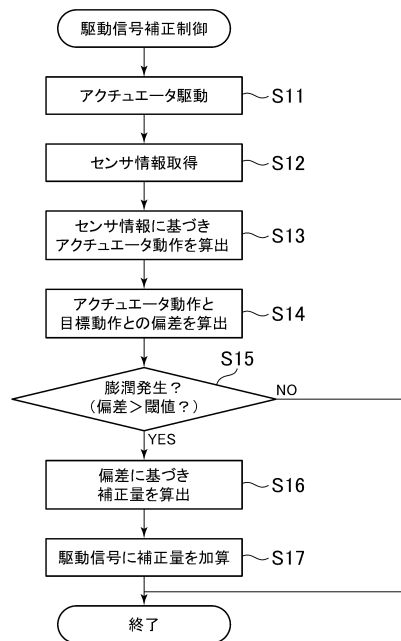 駆動信号補正制御
アクチュエータ駆動
S11
センサ情報取得
S12
センサ情報に基づき
アクチュエータ動作を算出
S13
アクチュエータ動作と
目標動作との偏差を算出
S14
S15
膨潤発生？
(偏差＞閾値？)
NO
YES
偏差に基づき
補正量を算出
S16
駆動信号に補正量を加算
S17
終了